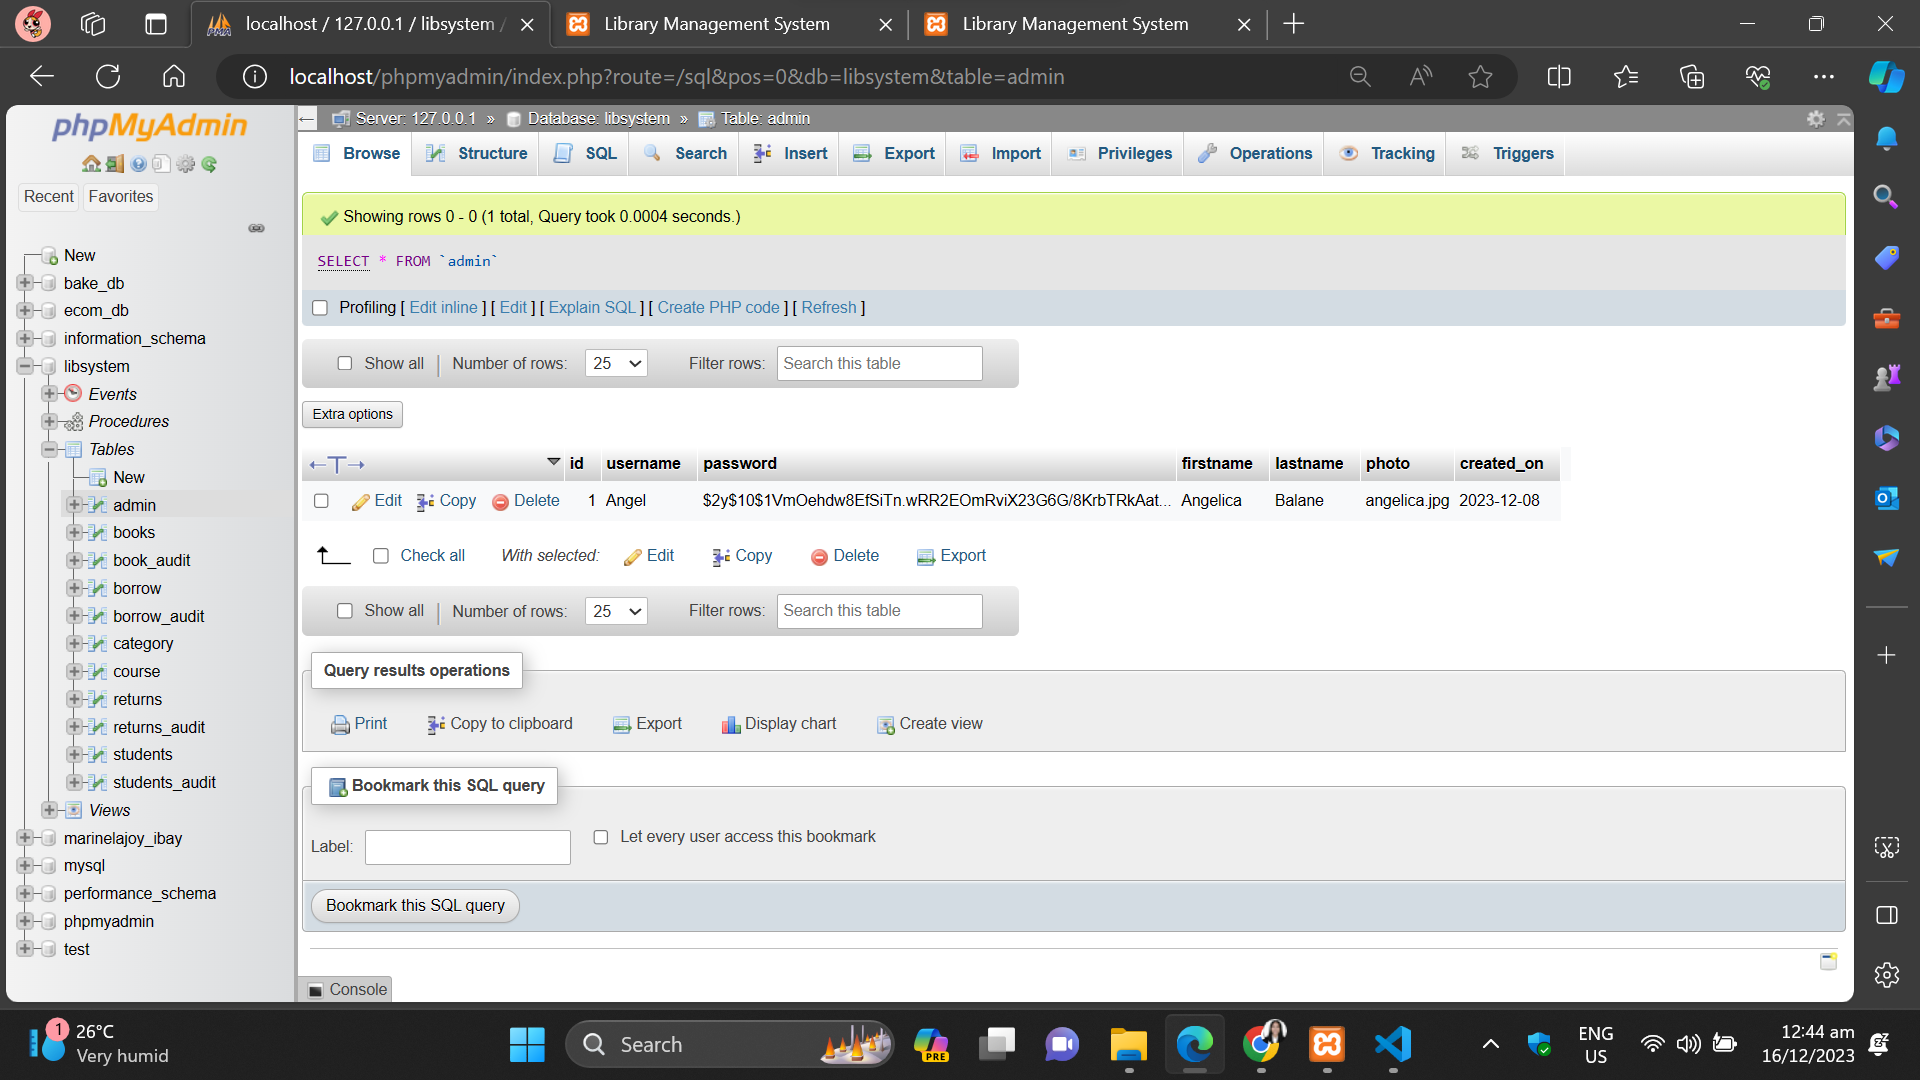 localhost / 127.0.0.1 / libsystem /
Library Management System
Library Management System
localhost/phpmyadmin/index.php?route=/sql&pos=0&db=libsystem&table=admin
phpMyAdmin
Recent
Favorites
New
bake_db
ecom_db
information_schema
libsystem
Events
Procedures
Tables
New
admin
books
book_audit
borrow
borrow_audit
category
course
returns
returns_audit
students
students_audit
Views
marinelajoy_ibay
mysql
performance_schema
phpmyadmin
test
Server: 127.0.0.1 » Database: libsystem » Table: admin
Browse Structure SQL Search Insert Export Import Privileges Operations Tracking Triggers
Showing rows 0 - 0 (1 total, Query took 0.0004 seconds.)
SELECT * FROM `admin`
Profiling [ Edit inline ] [ Edit ] [ Explain SQL ] [ Create PHP code ] [ Refresh ]
Show all | Number of rows: 25 Filter rows: Search this table
Extra options
id username password firstname lastname photo created_on
Edit Copy Delete 1 Angel $2y$10$1VmOehdw8EfSiTn.wRR2EOmRviX23G6G/8KrbTRkAat... Angelica Balane angelica.jpg 2023-12-08
Check all With selected: Edit Copy Delete Export
Show all | Number of rows: 25 Filter rows: Search this table
Query results operations
Print Copy to clipboard Export Display chart Create view
Bookmark this SQL query
Label: Let every user access this bookmark
Bookmark this SQL query
Console
1 26°C
Very humid
Search
PRE
ENG
US
12:44 am
16/12/2023